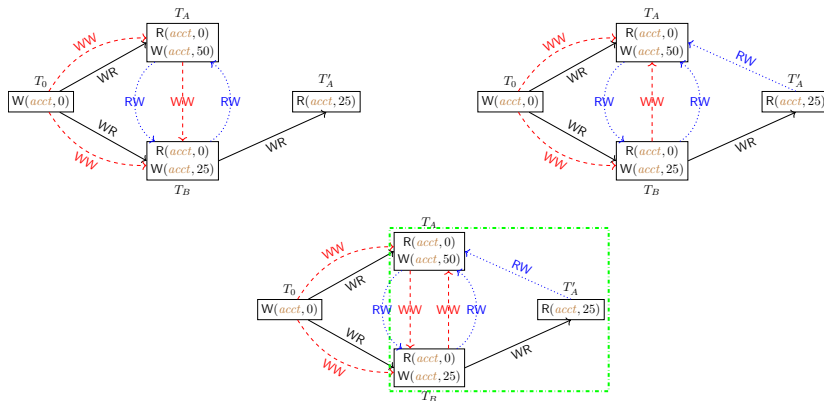 T_A
R(acct, 0)
W(acct, 50)
WW
WR
T_0
W(acct, 0)
RW
WW
RW
T'_A
R(acct, 25)
WR
WW
WR
R(acct, 0)
W(acct, 25)
T_B
T_A
R(acct, 0)
W(acct, 50)
WW
WR
RW
T_0
W(acct, 0)
RW
WW
RW
T'_A
R(acct, 25)
WR
WW
WR
R(acct, 0)
W(acct, 25)
T_B
T_A
R(acct, 0)
W(acct, 50)
WW
WR
RW
T_0
W(acct, 0)
RW
WW
WW
RW
T'_A
R(acct, 25)
WR
WW
WR
R(acct, 0)
W(acct, 25)
T_B